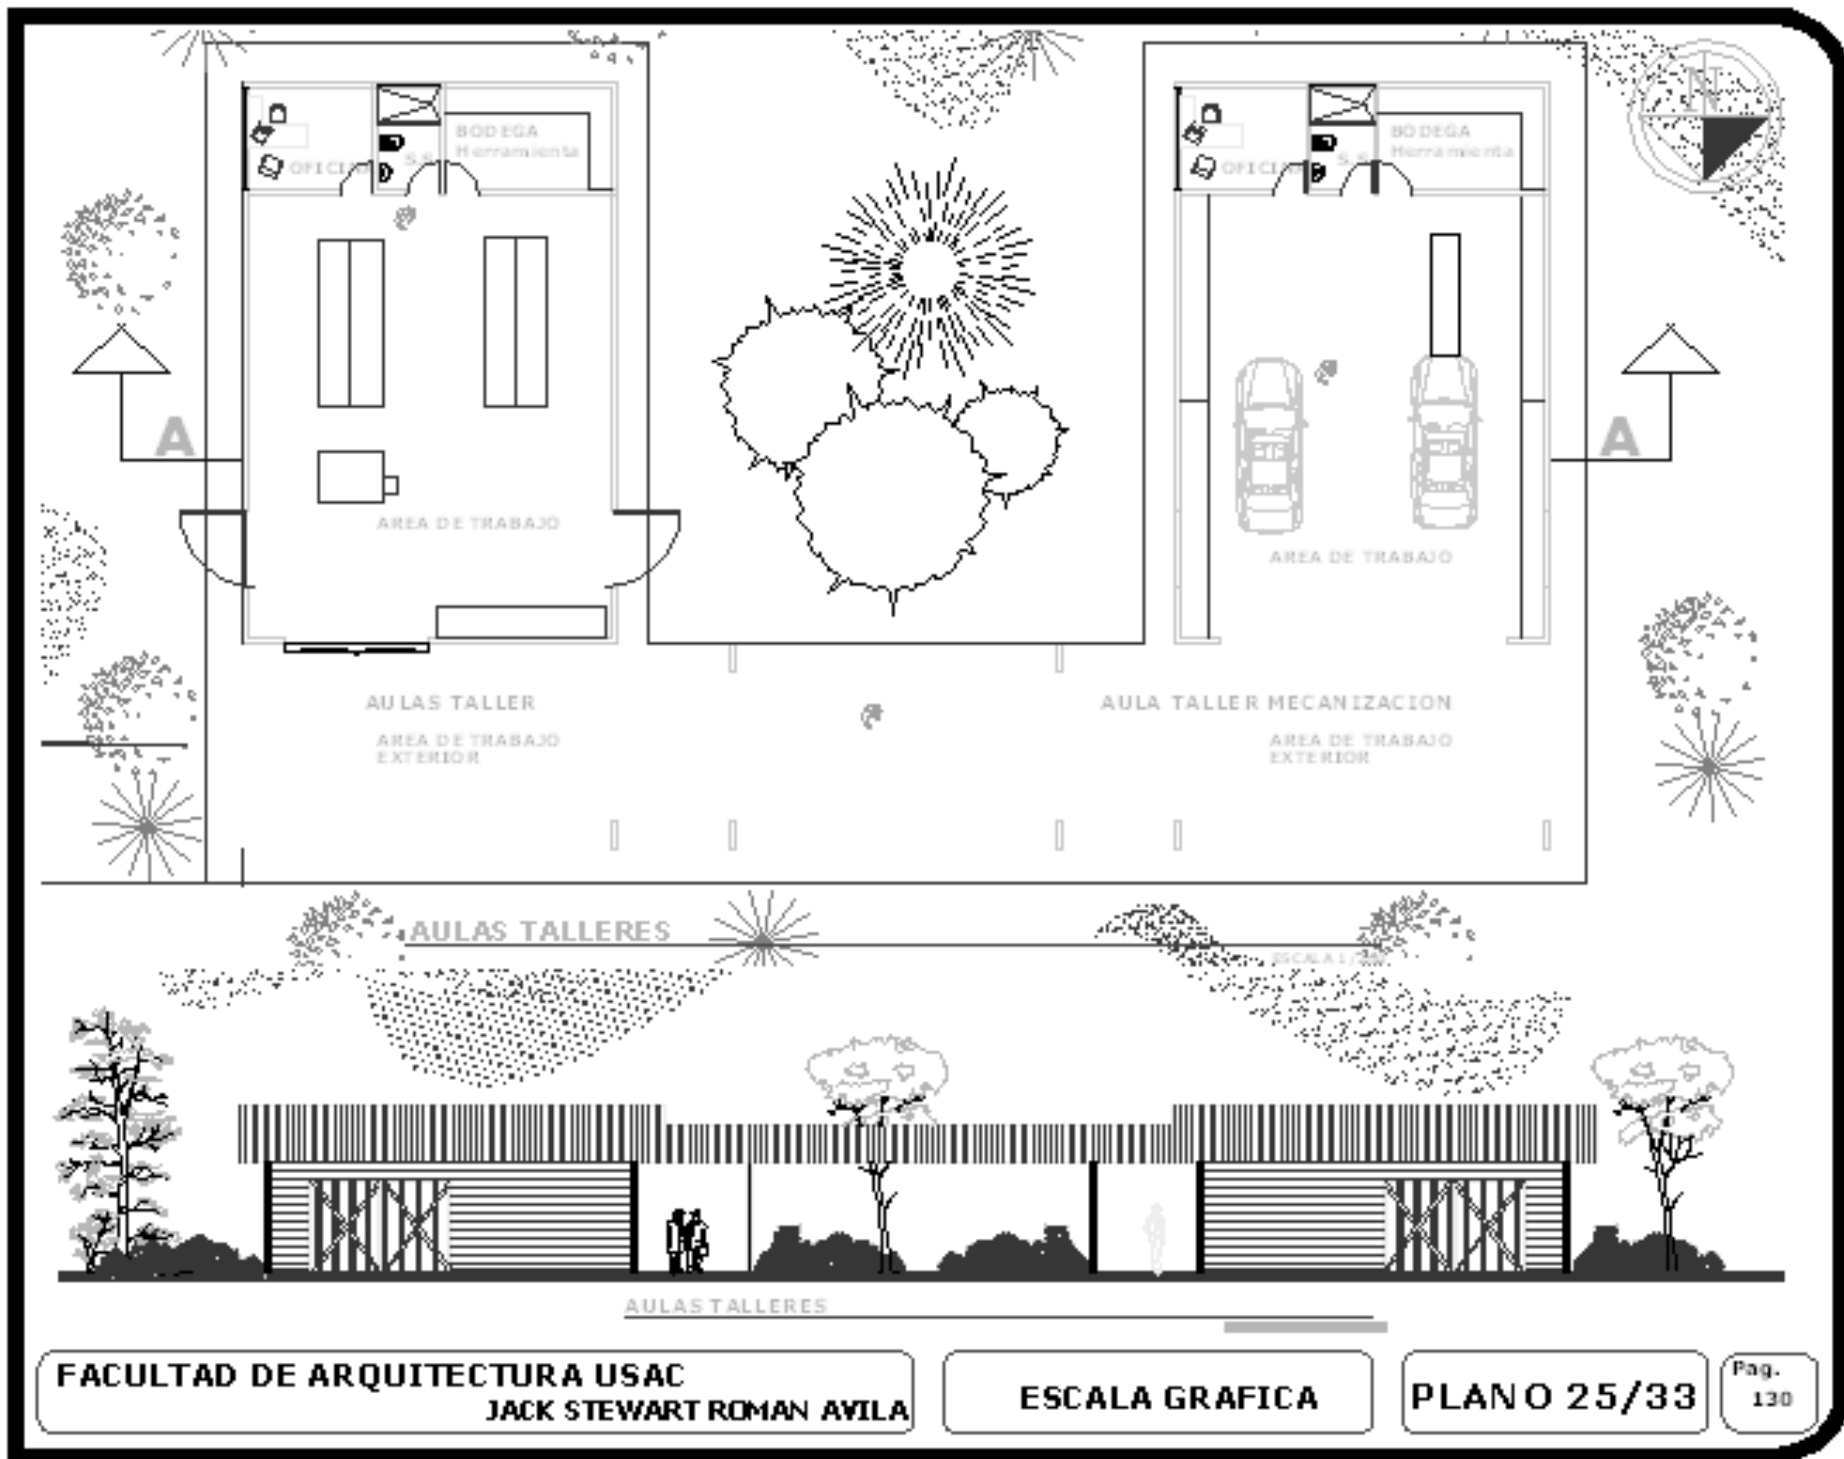 N
BODEGA
Herramienta
S.S.
BODEGA
Herramienta
S.S.
A
A
AREA DE TRABAJO
AREA DE TRABAJO
AULAS TALLER
AULA TALLER MECANIZACION
AREA DE TRABAJO
EXTERIOR
AREA DE TRABAJO
EXTERIOR
AULAS TALLERES
ESCALA
AULAS TALLERES
FACULTAD DE ARQUITECTURA USAC
JACK STEWART ROMAN AVILA
ESCALA GRAFICA
PLANO 25/33
Pag.
130